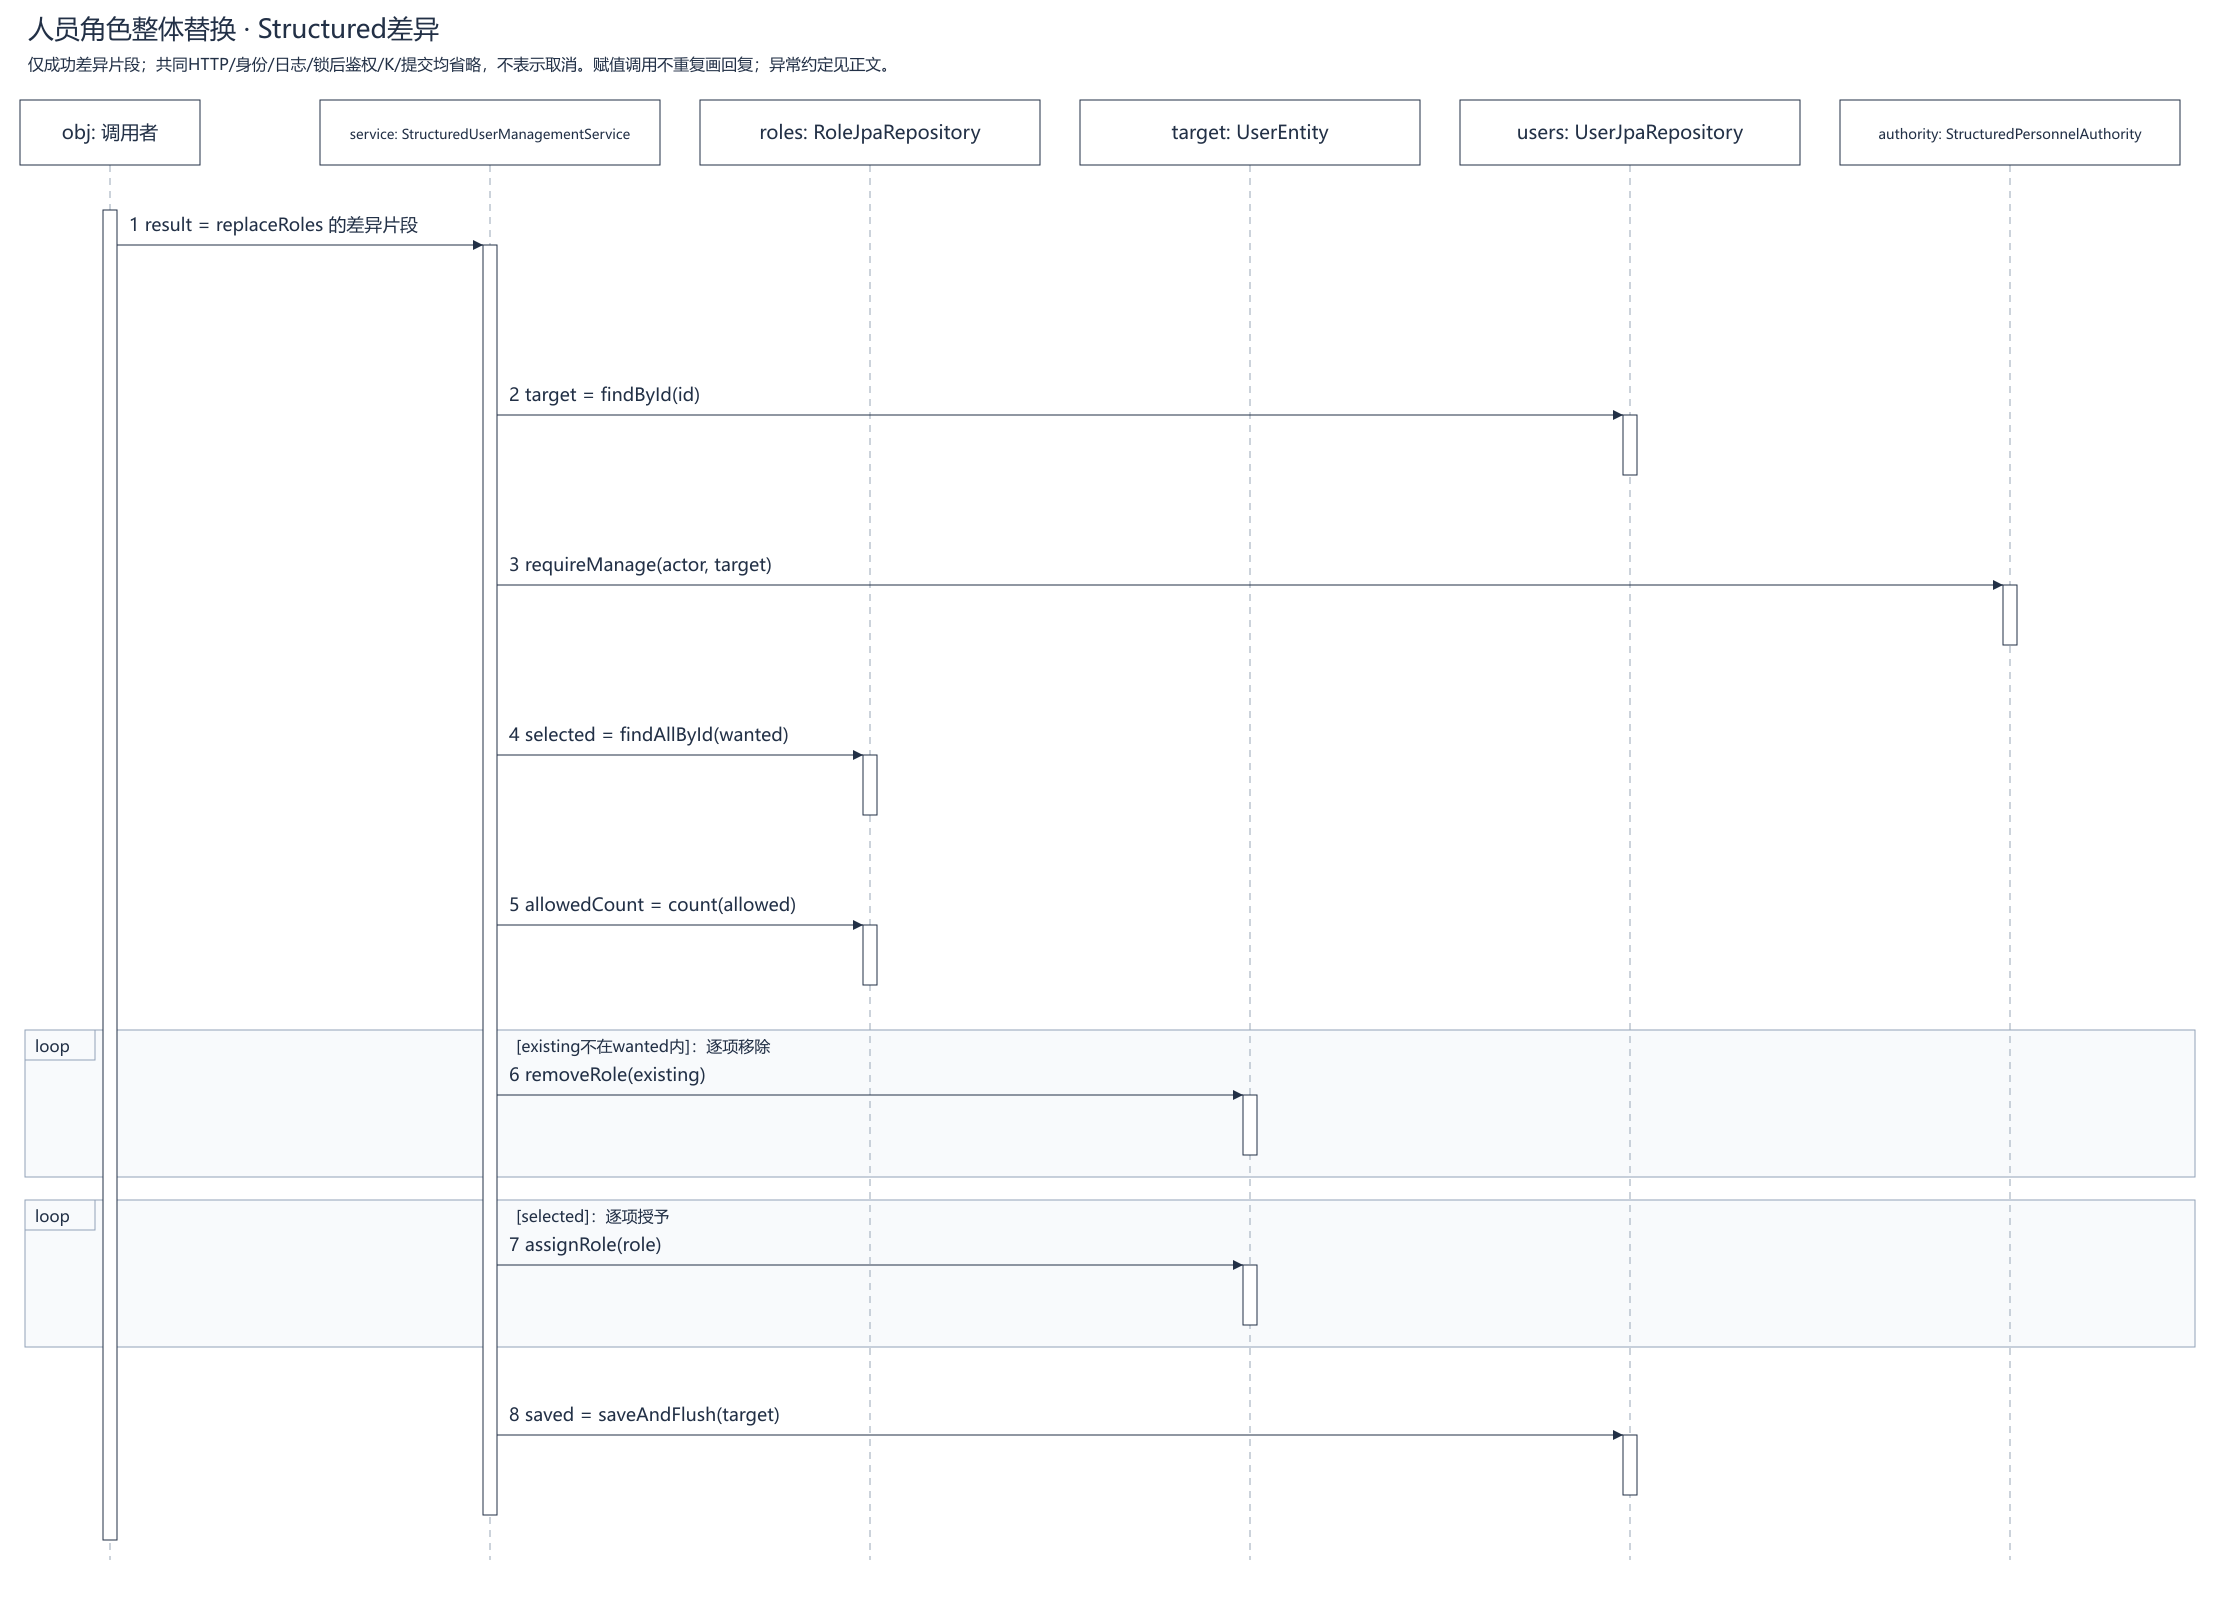 人员角色整体替换 · Structured差异
仅成功差异片段；共同HTTP/身份/日志/锁后鉴权/K/提交均省略，不表示取消。赋值调用不重复画回复；异常约定见正文。
obj: 调用者
service: StructuredUserManagementService
roles: RoleJpaRepository
target: UserEntity
users: UserJpaRepository
authority: StructuredPersonnelAuthority
1 result = replaceRoles 的差异片段
2 target = findById(id)
3 requireManage(actor, target)
4 selected = findAllById(wanted)
5 allowedCount = count(allowed)
loop
[existing不在wanted内]：逐项移除
6 removeRole(existing)
loop
[selected]：逐项授予
7 assignRole(role)
8 saved = saveAndFlush(target)